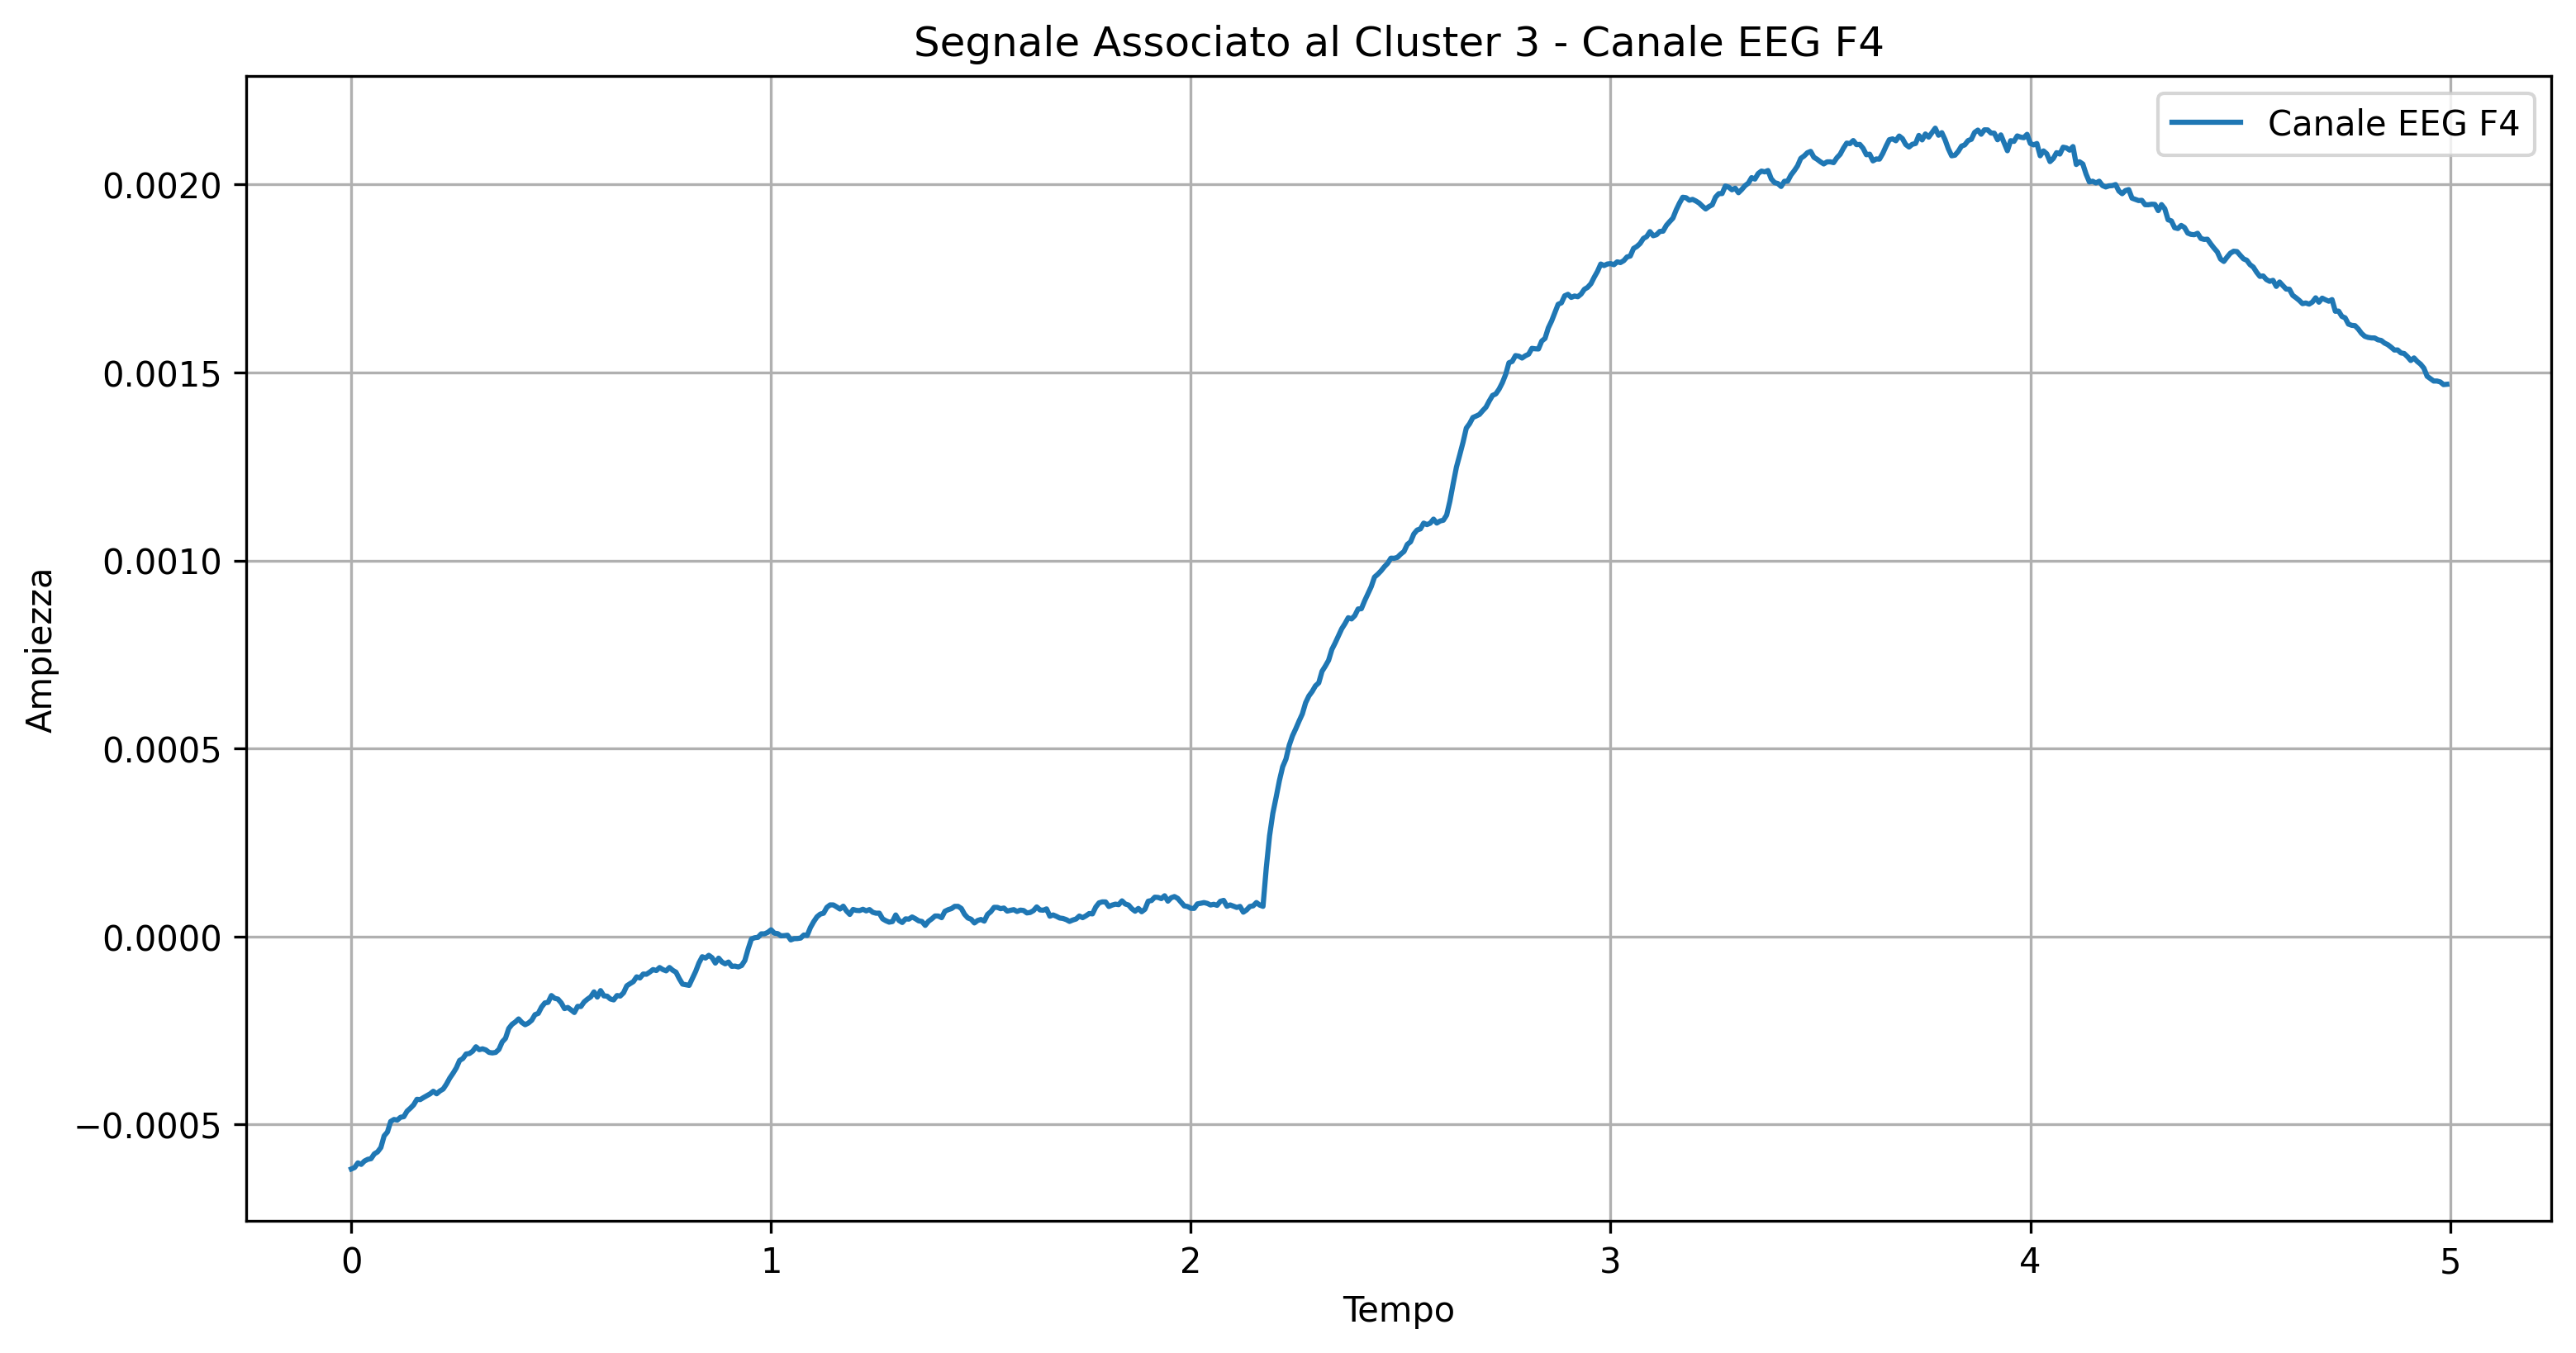 Segnale Associato al Cluster 3 - Canale EEG F4
Canale EEG F4
0.0020
0.0015
0.0010
0.0005
0.0000
−0.0005
Ampiezza
0 1 2 3 4 5
Tempo